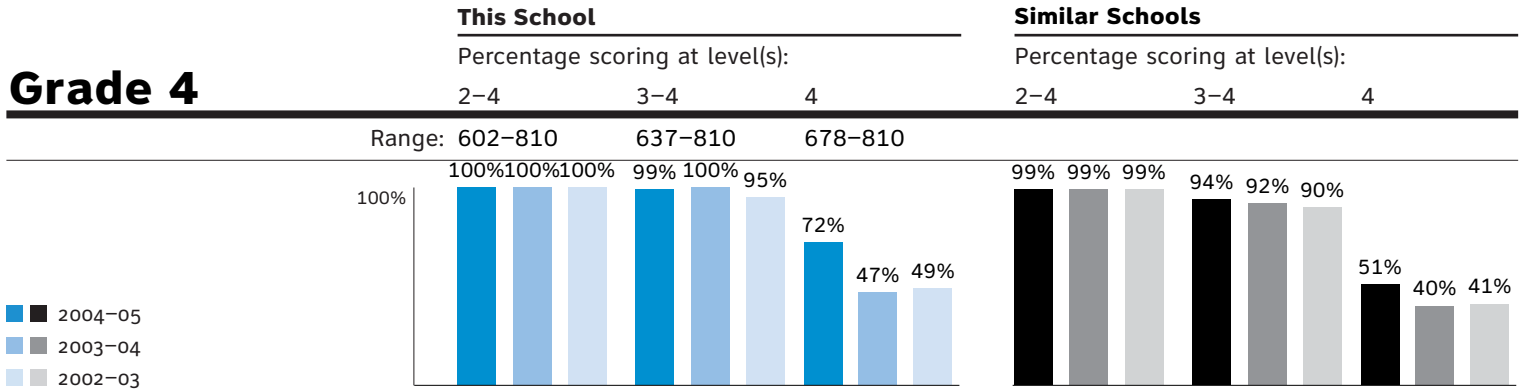 This School Similar Schools
Percentage scoring at level(s): Percentage scoring at level(s):
Grade 4
2–4 3–4 4 2–4 3–4 4
Range: 602–810 637–810 678–810
100% 100% 100% 99% 100% 95% 72% 47% 49% 99% 99% 99% 94% 92% 90% 51% 40% 41%
100%
2004–05
2003–04
2002–03